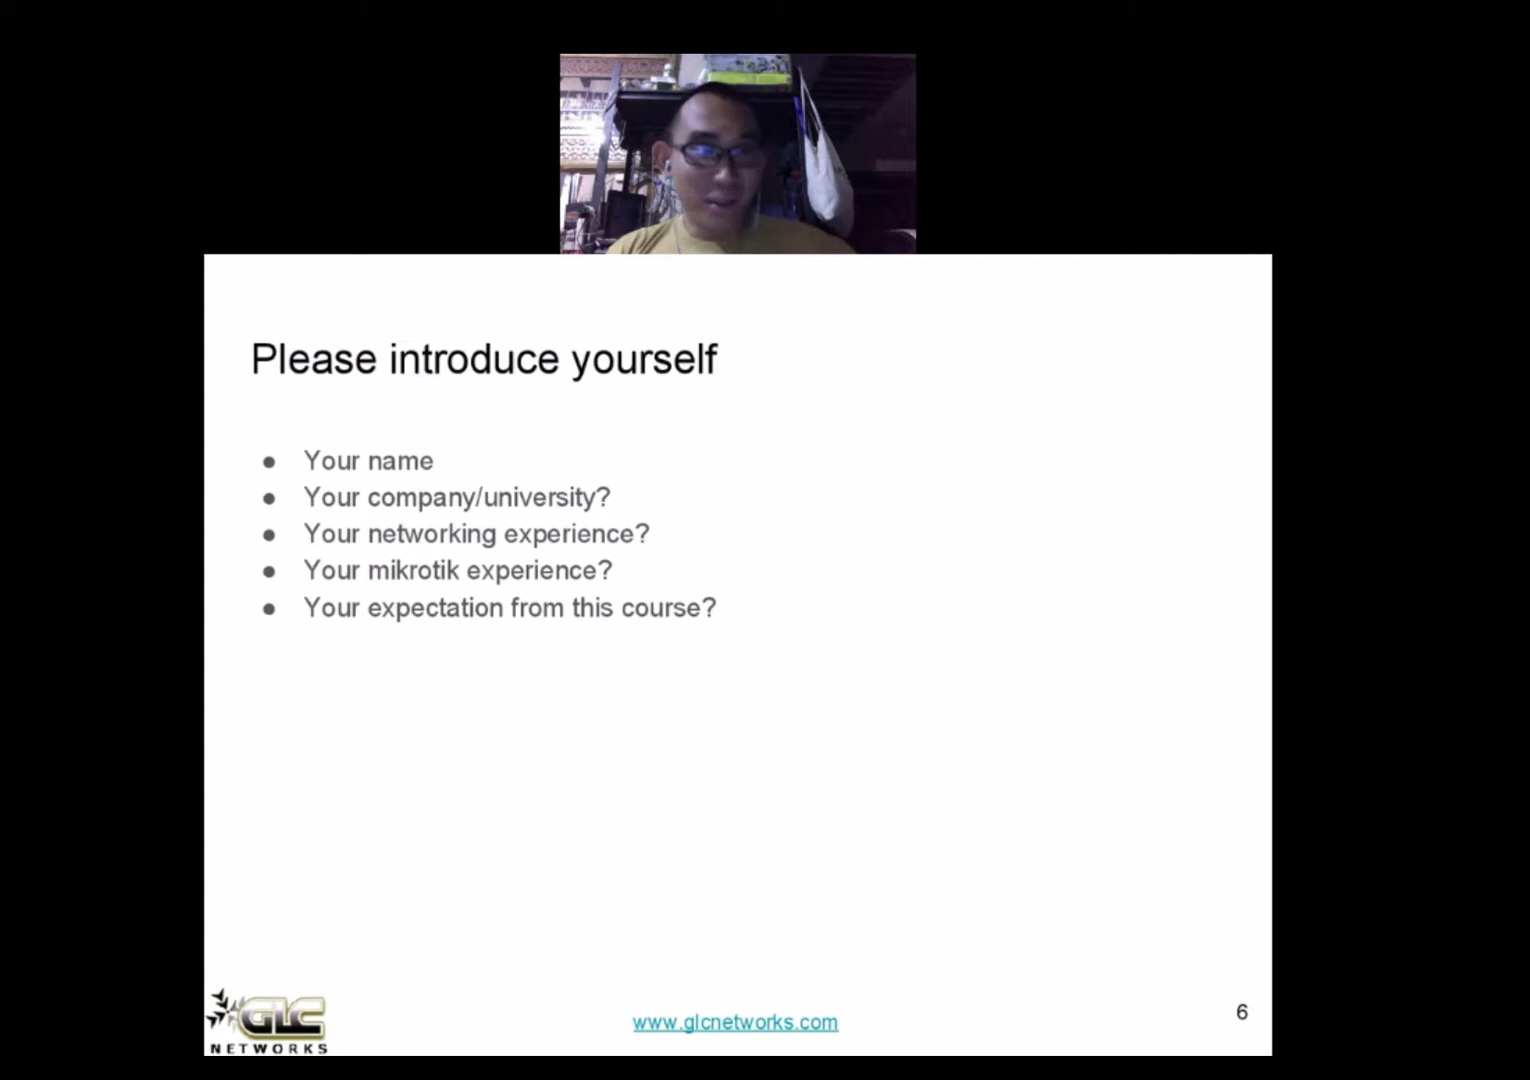 Please introduce yourself
● Your name
● Your company/university?
● Your networking experience?
● Your mikrotik experience?
● Your expectation from this course?
GLC
NETWORKS
www.glcnetworks.com
6